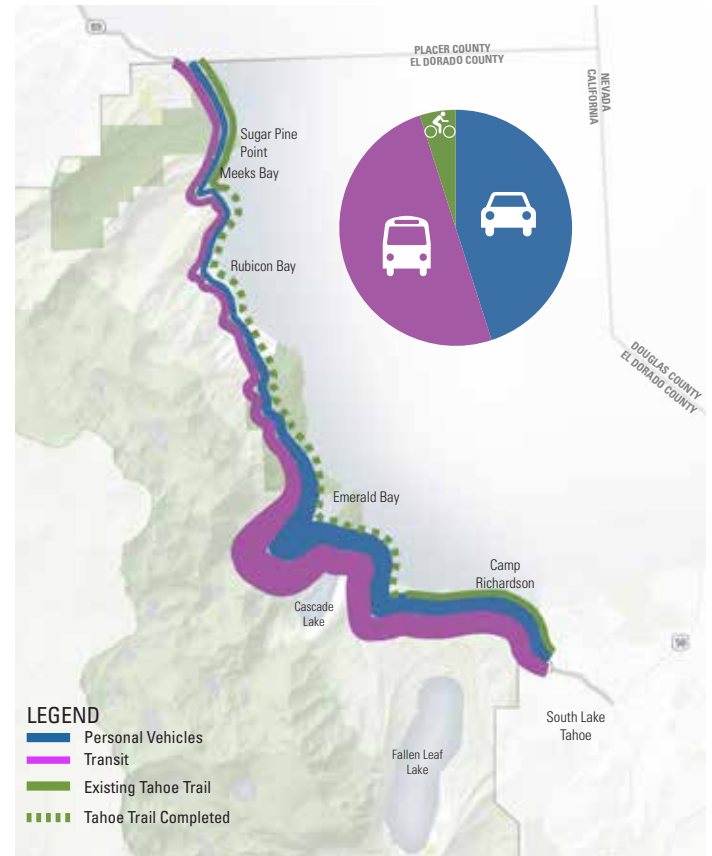 PLACER COUNTY
EL DORADO COUNTY
NEVADA
CALIFORNIA
Sugar Pine
Point
Meeks Bay
Rubicon Bay
DOUGLAS COUNTY
EL DORADO COUNTY
Emerald Bay
Camp
Richardson
Cascade
Lake
South Lake
Tahoe
Fallen Leaf
Lake
LEGEND
Personal Vehicles
Transit
Existing Tahoe Trail
Tahoe Trail Completed